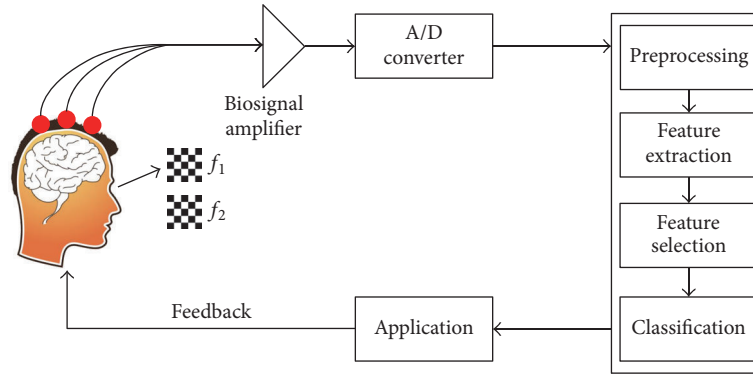 A/D
converter
Preprocessing
Biosignal
amplifier
Feature
extraction
f1
f2
Feature
selection
Feedback
Application
Classification